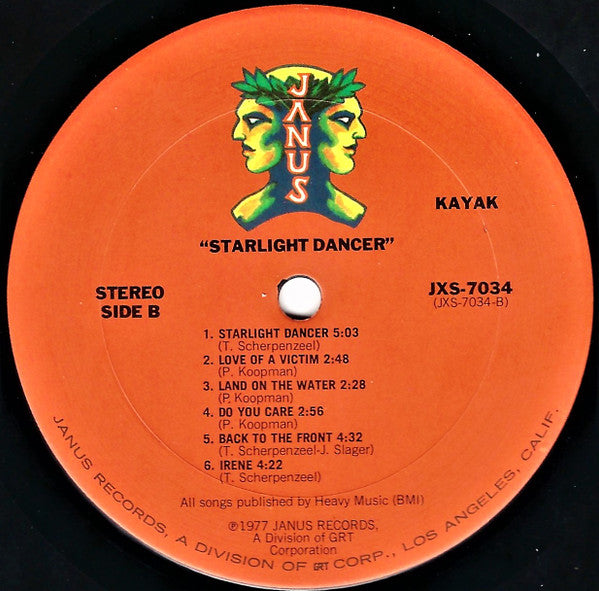 JANUS
KAYAK
"STARLIGHT DANCER"
STEREO
SIDE B
JXS-7034
(JXS-7034-B)
1. STARLIGHT DANCER 5:03
(T. Scherpenzeel)
2. LOVE OF A VICTIM 2:48
(P. Koopman)
3. LAND ON THE WATER 2:28
(P. Koopman)
4. DO YOU CARE 2:56
(P. Koopman)
5. BACK TO THE FRONT 4:32
(T. Scherpenzeel-J. Slager)
6. IRENE 4:22
(T. Scherpenzeel)
All songs published by Heavy Music (BMI)
℗1977 JANUS RECORDS,
A Division of GRT
Corporation
JANUS RECORDS, A DIVISION OF GRT CORP., LOS ANGELES, CALIF.